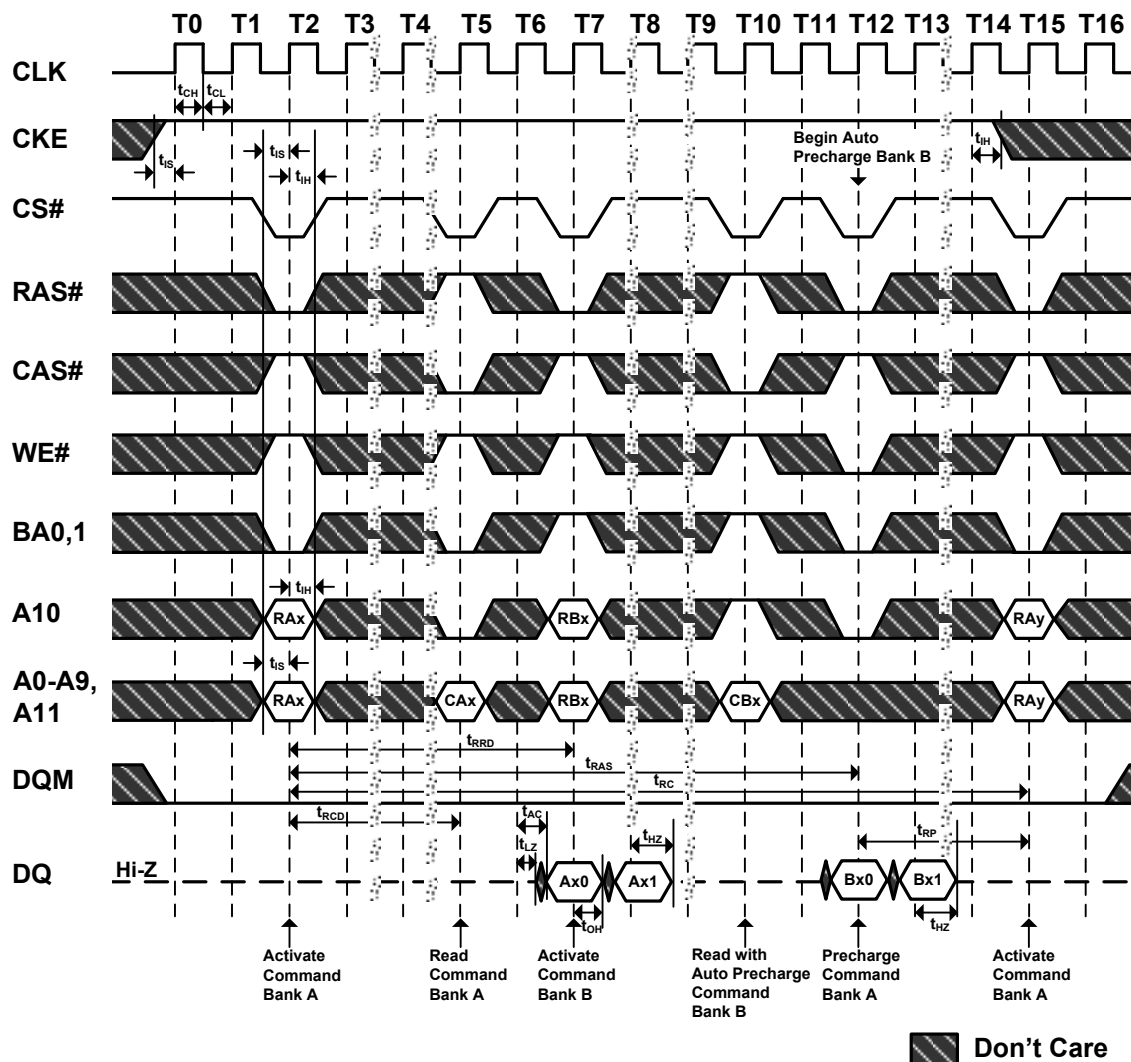 T0 T1 T2 T3 T4 T5 T6 T7 T8 T9 T10 T11 T12 T13 T14 T15 T16
CLK
tCH tCL
CKE
tIS
tIS
tIH
Begin Auto
Precharge Bank B
tIH
CS#
RAS#
CAS#
WE#
BA0,1
tIH
A10
RAx
RBx
RAy
tIS
A0-A9,
A11
RAx
CAx
RBx
CBx
RAy
tRRD
DQM
tRAS
tRC
tRCD
tAC
tHZ
tRP
tLZ
DQ
Hi-Z
Ax0
Ax1
Bx0
Bx1
tOH
tHZ
Activate
Command
Bank A
Read
Command
Bank A
Activate
Command
Bank B
Read with
Auto Precharge
Command
Bank B
Precharge
Command
Bank A
Activate
Command
Bank A
Don't Care